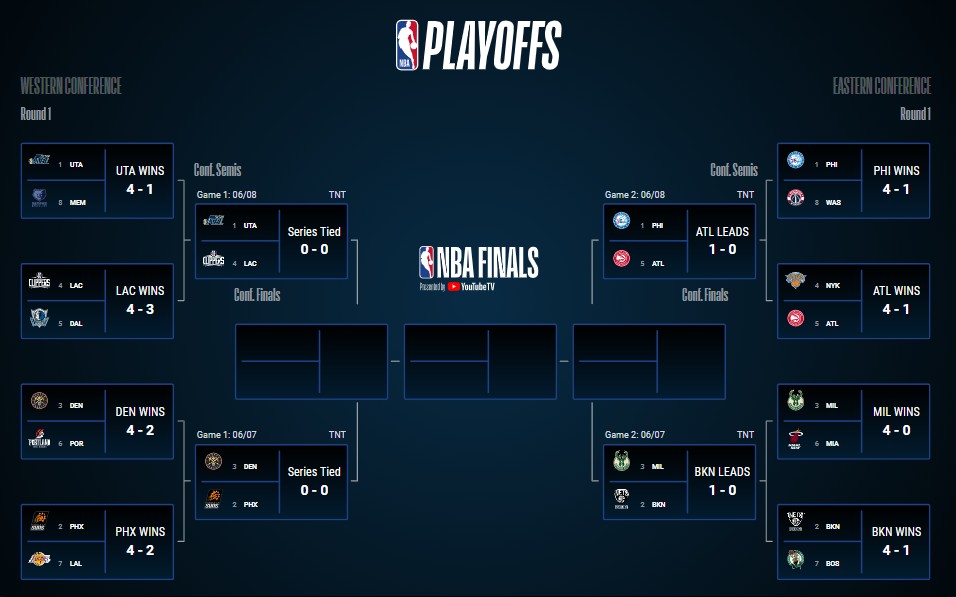 NBA PLAYOFFS
WESTERN CONFERENCE
EASTERN CONFERENCE
Round 1
Round 1
1 UTA
8 MEM
UTA WINS
4 - 1
4 LAC
5 DAL
LAC WINS
4 - 3
3 DEN
6 POR
DEN WINS
4 - 2
2 PHX
7 LAL
PHX WINS
4 - 2
Conf. Semis
Game 1: 06/08 TNT
1 UTA
4 LAC
Series Tied
0 - 0
Conf. Finals
Game 1: 06/07 TNT
3 DEN
2 PHX
Series Tied
0 - 0
NBA NBA FINALS
Presented by YouTube TV
Conf. Semis
Game 2: 06/08 TNT
1 PHI
5 ATL
ATL LEADS
1 - 0
Conf. Finals
Game 2: 06/07 TNT
3 MIL
2 BKN
BKN LEADS
1 - 0
1 PHI
8 WAS
PHI WINS
4 - 1
4 NYK
5 ATL
ATL WINS
4 - 1
3 MIL
6 MIA
MIL WINS
4 - 0
2 BKN
7 BOS
BKN WINS
4 - 1